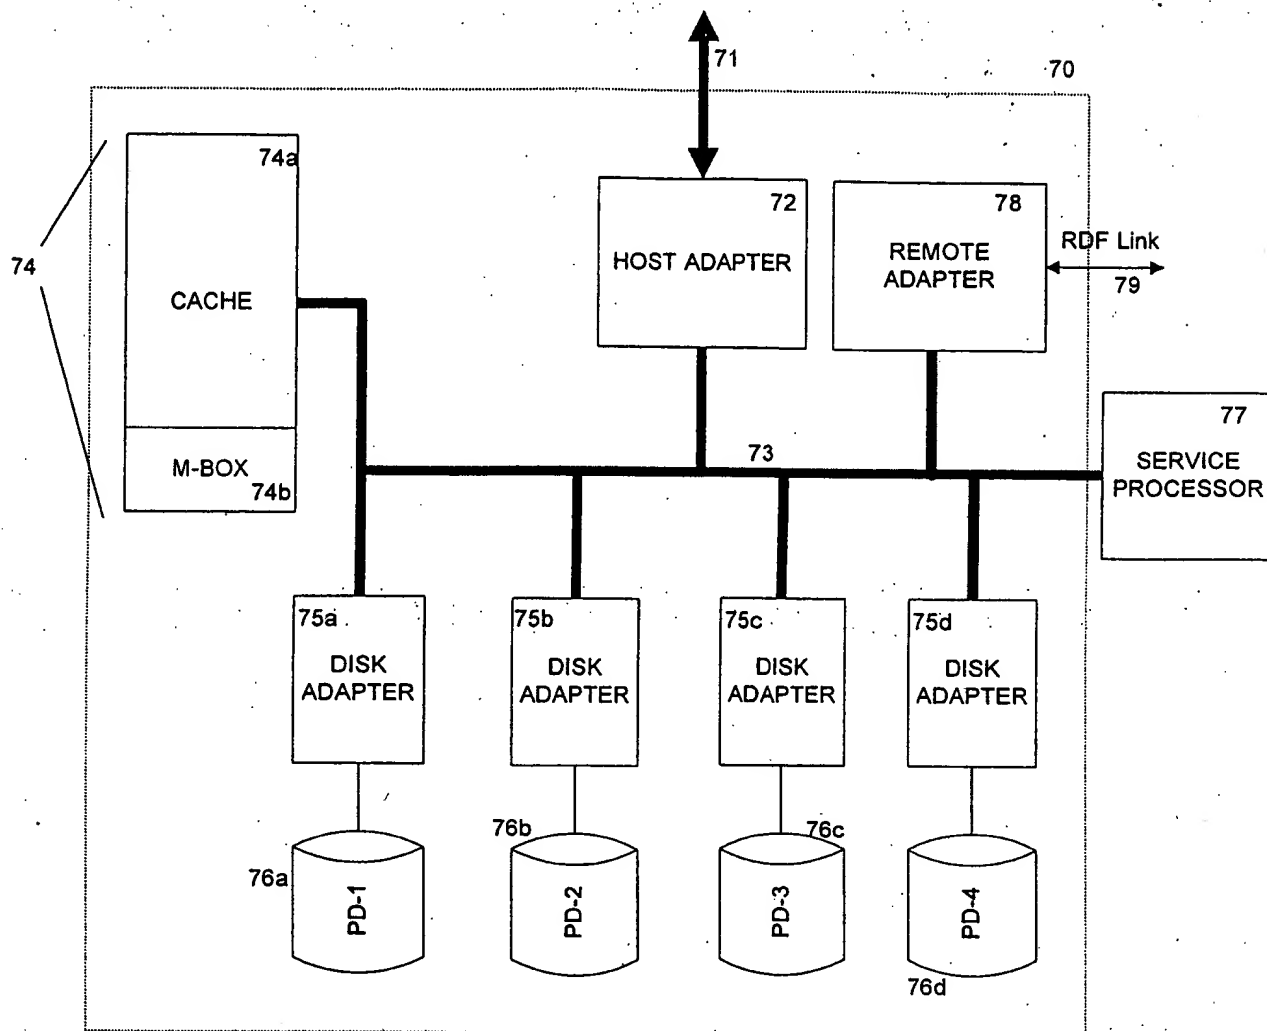 71
70
74a
72
78
RDF Link
HOST ADAPTER
REMOTE
ADAPTER
74
79
CACHE
77
M-BOX
73
SERVICE
PROCESSOR
74b
75a
75b
75c
75d
DISK
ADAPTER
DISK
ADAPTER
DISK
ADAPTER
DISK
ADAPTER
76b
76c
76a
PD-1
PD-2
PD-3
PD-4
76d